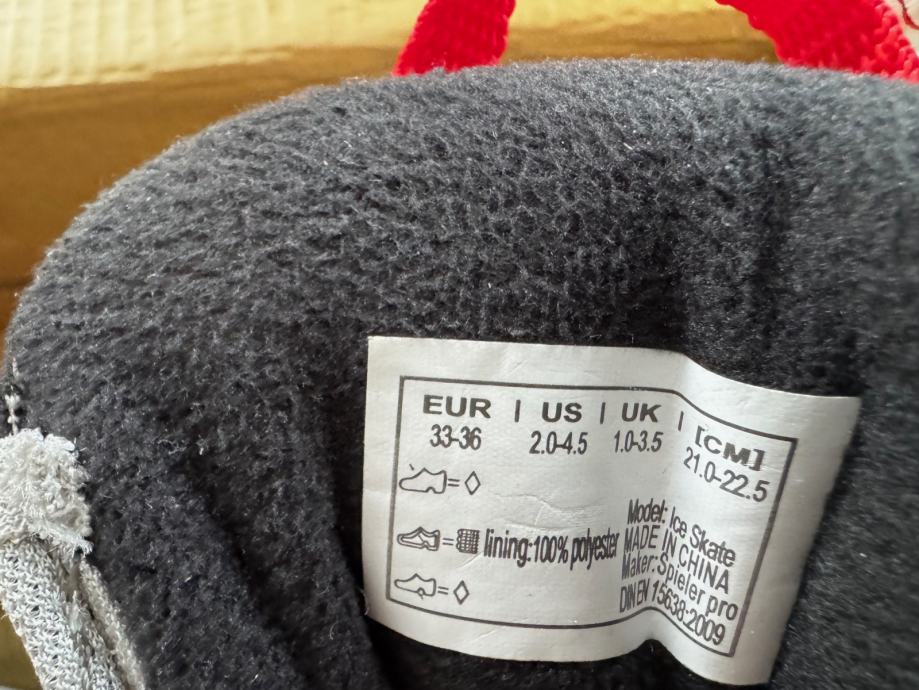 EUR | US | UK | [CM]
33-36 2.0-4.5 1.0-3.5 21.0-22.5
=
= lining:100% polyester
=
Model: Ice Skate
MADE IN CHINA
Maker:Spieler pro
DIN EN 15638:2009